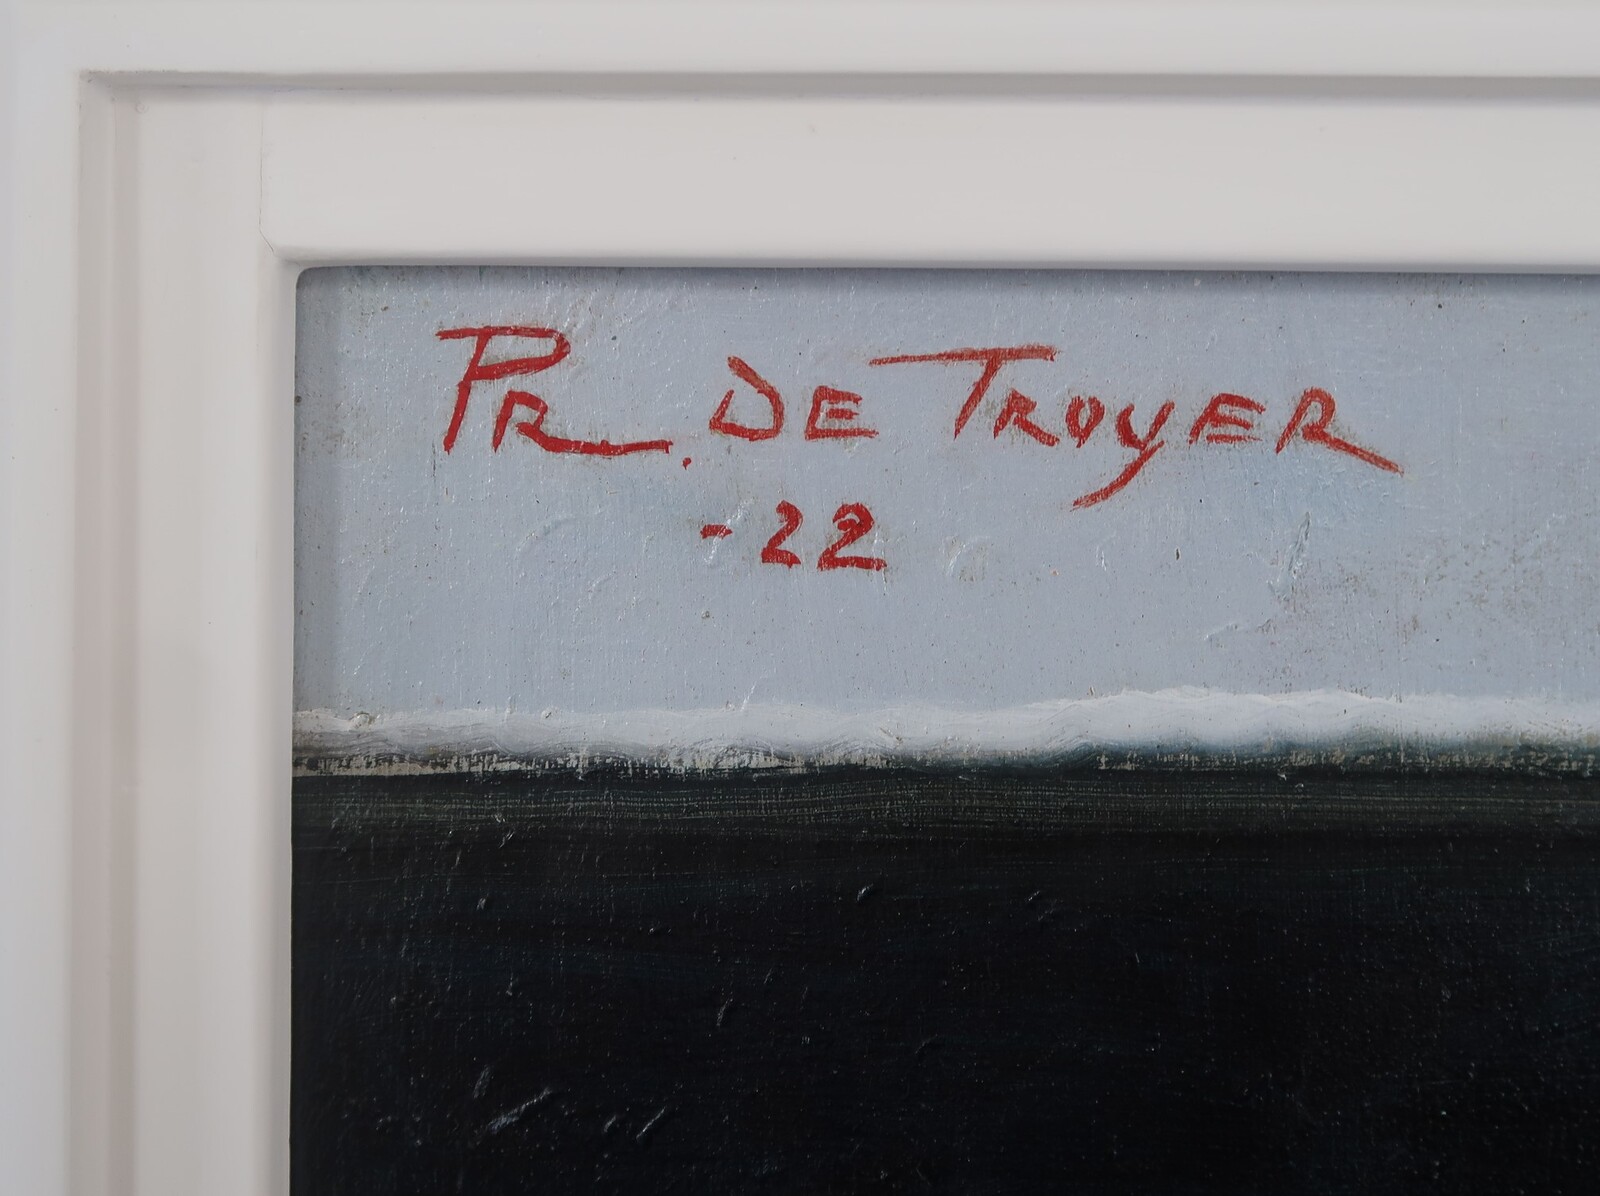 PR. DE TROYER
-22